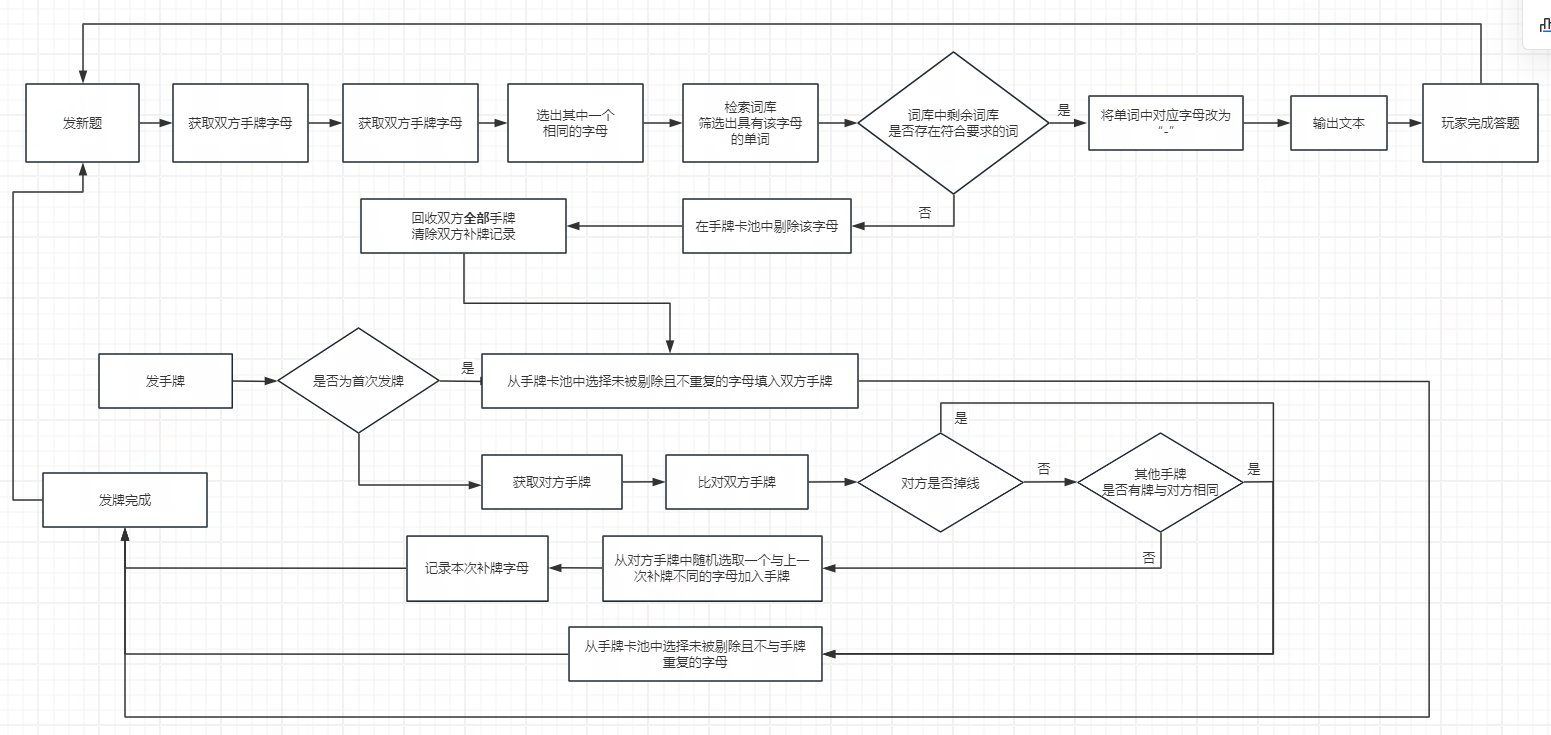 发新题
获取双方手牌字母
获取双方手牌字母
选出其中一个
相同的字母
检索词库
筛选出具有该字母
的单词
词库中剩余词库
是否存在符合要求的词
是
将单词中对应字母改为
“-”
输出文本
玩家完成答题
否
在手牌卡池中剔除该字母
回收双方全部手牌
清除双方补牌记录
发手牌
是否为首次发牌
是
从手牌卡池中选择未被剔除且不重复的字母填入双方手牌
获取对方手牌
比对双方手牌
对方是否掉线
是
否
其他手牌
是否有牌与对方相同
是
否
发牌完成
记录本次补牌字母
从对方手牌中随机选取一个与上一
次补牌不同的字母加入手牌
从手牌卡池中选择未被剔除且不与手牌
重复的字母